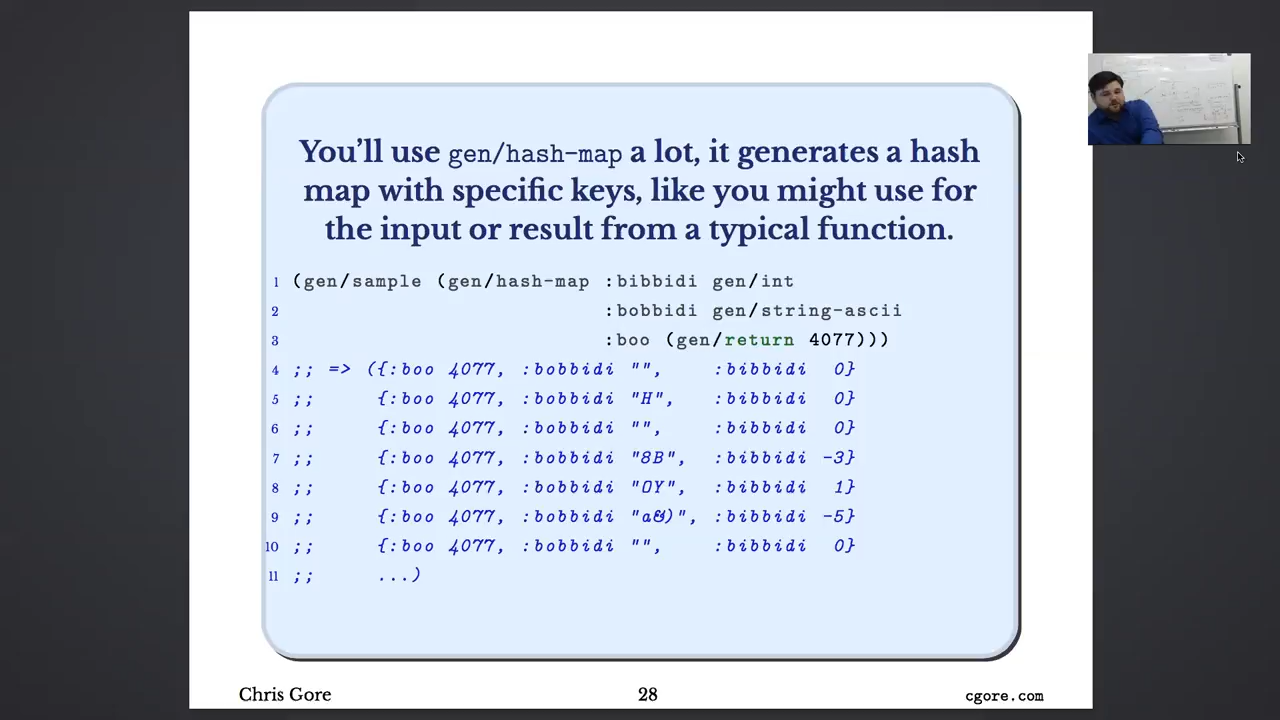 You'll use gen/hash-map a lot, it generates a hash
map with specific keys, like you might use for
the input or result from a typical function.
1 (gen/sample (gen/hash-map :bibbidi gen/int
2 :bobbidi gen/string-ascii
3 :boo (gen/return 4077)))
4 ;; => ({:boo 4077, :bobbidi "", :bibbidi 0}
5 ;; {:boo 4077, :bobbidi "H", :bibbidi 0}
6 ;; {:boo 4077, :bobbidi "", :bibbidi 0}
7 ;; {:boo 4077, :bobbidi "8B", :bibbidi -3}
8 ;; {:boo 4077, :bobbidi "OY", :bibbidi 1}
9 ;; {:boo 4077, :bobbidi "a&)", :bibbidi -5}
10 ;; {:boo 4077, :bobbidi "", :bibbidi 0}
11 ;; ...)
Chris Gore 28 cgore.com